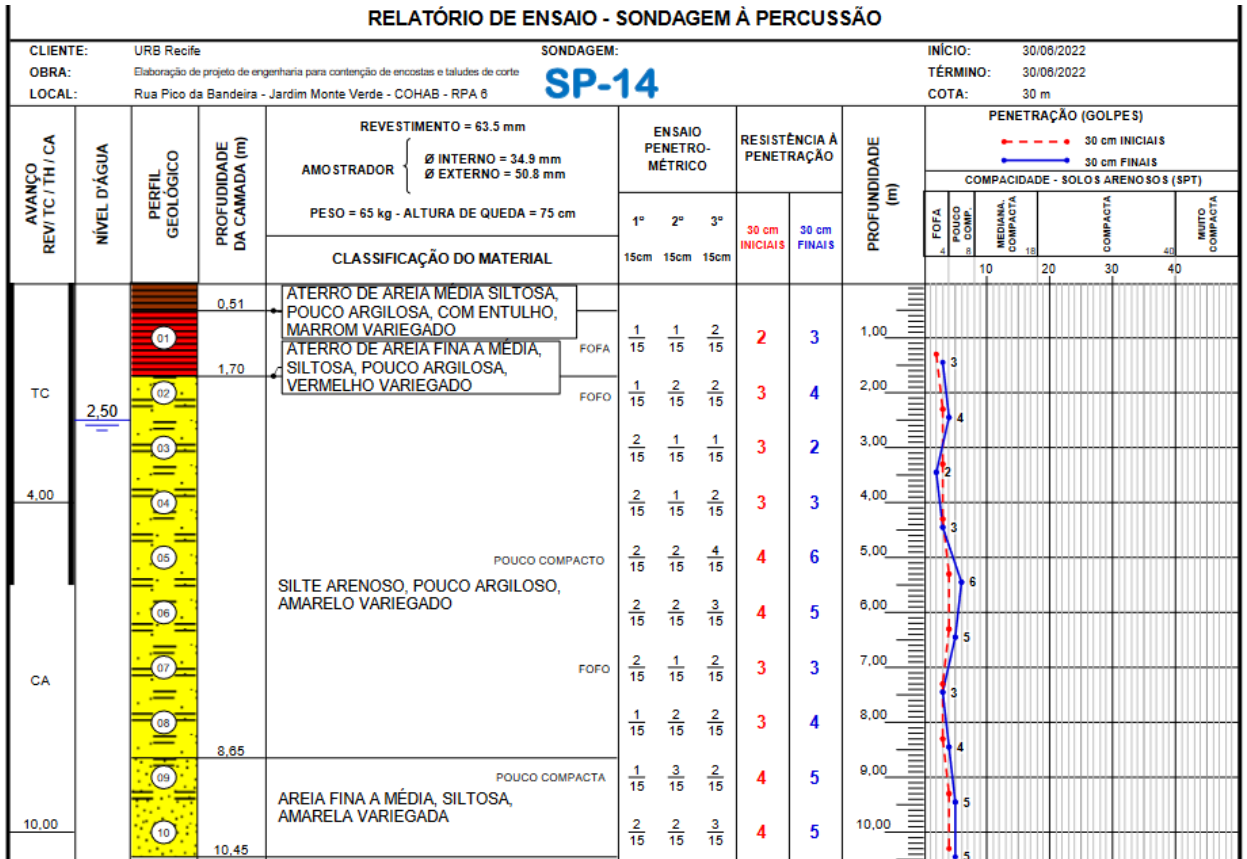 RELATÓRIO DE ENSAIO - SONDAGEM À PERCUSSÃO
CLIENTE: URB Recife
OBRA: Elaboração de projeto de engenharia para contenção de encostas e taludes de corte
LOCAL: Rua Pico da Bandeira - Jardim Monte Verde - COHAB - RPA 6
SONDAGEM:
SP-14
INÍCIO: 30/06/2022
TÉRMINO: 30/06/2022
COTA: 30 m
AVANÇO
REV/ TC / TH / CA
NÍVEL D'ÁGUA
PERFIL
GEOLÓGICO
PROFUDIDADE
DA CAMADA (m)
REVESTIMENTO = 63.5 mm
AMOSTRADOR
Ø INTERNO = 34.9 mm
Ø EXTERNO = 50.8 mm
PESO = 65 kg - ALTURA DE QUEDA = 75 cm
CLASSIFICAÇÃO DO MATERIAL
ENSAIO
PENETRO-
MÉTRICO
1° 2° 3°
15cm 15cm 15cm
RESISTÊNCIA À
PENETRAÇÃO
30 cm
INICIAIS
30 cm
FINAIS
PROFUNDIDADE
(m)
PENETRAÇÃO (GOLPES)
30 cm INICIAIS
30 cm FINAIS
COMPACIDADE - SOLOS ARENOSOS (SPT)
FOFA
POUCO
COMP.
MEDIANA.
COMPACTA
COMPACTA
MUITO
COMPACTA
4 8 18 40
10 20 30 40
0,51
ATERRO DE AREIA MÉDIA SILTOSA,
POUCO ARGILOSA, COM ENTULHO,
MARROM VARIEGADO
01 FOFA 1/15 1/15 2/15 2 3 1,00
ATERRO DE AREIA FINA A MÉDIA,
SILTOSA, POUCO ARGILOSA,
VERMELHO VARIEGADO
1,70
3
TC 02 FOFO 1/15 2/15 2/15 3 4 2,00
2,50
4
03 2/15 1/15 1/15 3 2 3,00
2
4,00 04 2/15 1/15 2/15 3 3 4,00
3
05 POUCO COMPACTO 2/15 2/15 4/15 4 6 5,00
6
SILTE ARENOSO, POUCO ARGILOSO,
AMARELO VARIEGADO
06 2/15 2/15 3/15 4 5 6,00
5
CA 07 FOFO 2/15 1/15 2/15 3 3 7,00
3
08 1/15 2/15 2/15 3 4 8,00
4
8,65
09 POUCO COMPACTA 1/15 3/15 2/15 4 5 9,00
5
AREIA FINA A MÉDIA, SILTOSA,
AMARELA VARIEGADA
10,00 10 2/15 2/15 3/15 4 5 10,00
10,45
5